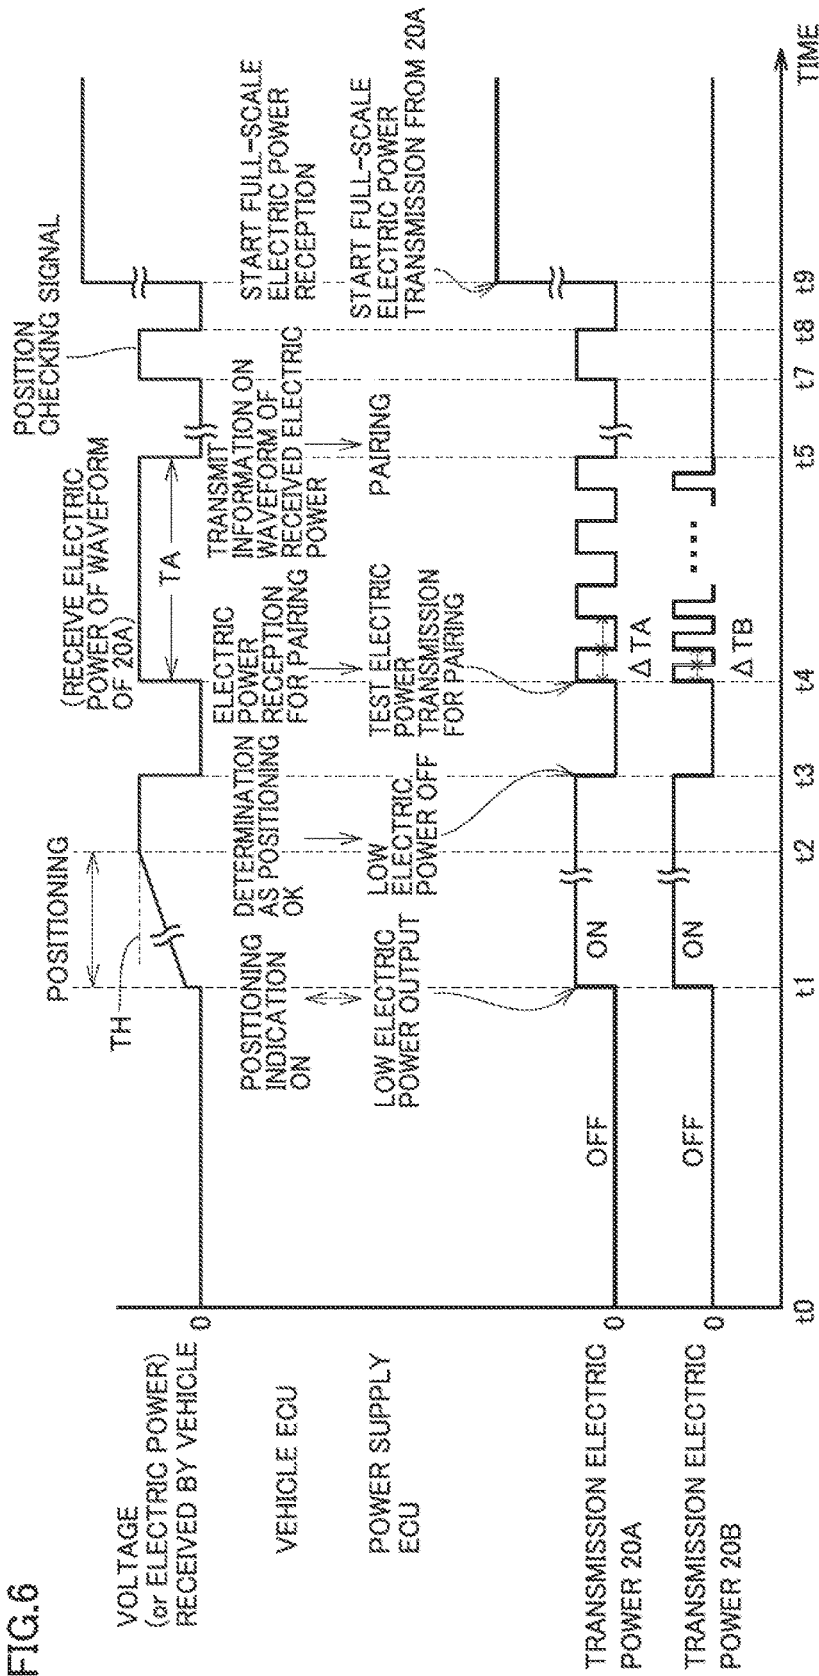 FIG.6
VOLTAGE
(or ELECTRIC POWER)
RECEIVED BY VEHICLE
0
TH
POSITIONING
(RECEIVE ELECTRIC
POWER OF WAVEFORM
OF 20A)
TA
POSITION
CHECKING SIGNAL
VEHICLE ECU
POSITIONING
INDICATION
ON
DETERMINATION
AS POSITIONING
OK
ELECTRIC
POWER
RECEPTION
FOR PAIRING
TRANSMIT
INFORMATION ON
WAVEFORM OF
RECEIVED ELECTRIC
POWER
START FULL-SCALE
ELECTRIC POWER
RECEPTION
POWER SUPPLY
ECU
LOW ELECTRIC
POWER OUTPUT
LOW
ELECTRIC
POWER OFF
TEST ELECTRIC
POWER
TRANSMISSION
FOR PAIRING
PAIRING
START FULL-SCALE
ELECTRIC POWER
TRANSMISSION FROM 20A
TRANSMISSION ELECTRIC
POWER 20A
0
OFF
ON
ΔTA
TRANSMISSION ELECTRIC
POWER 20B
0
OFF
ON
ΔTB
t0 t1 t2 t3 t4 t5 t7 t8 t9 TIME